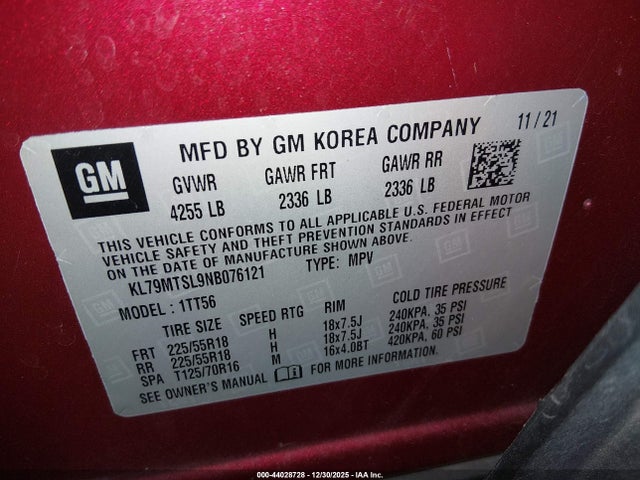 GM
MFD BY GM KOREA COMPANY 11/21
GVWR GAWR FRT GAWR RR
4255 LB 2336 LB 2336 LB
THIS VEHICLE CONFORMS TO ALL APPLICABLE U.S. FEDERAL MOTOR
VEHICLE SAFETY AND THEFT PREVENTION STANDARDS IN EFFECT
ON THE DATE OF MANUFACTURE SHOWN ABOVE.
KL79MTSL9NB076121 TYPE: MPV
MODEL: 1TT56
TIRE SIZE SPEED RTG RIM COLD TIRE PRESSURE
FRT 225/55R18 H 18x7.5J 240KPA, 35 PSI
RR 225/55R18 H 18x7.5J 240KPA, 35 PSI
SPA T125/70R16 M 16x4.0BT 420KPA, 60 PSI
SEE OWNER'S MANUAL FOR MORE INFORMATION.
000-44028728 - 12/30/2025 - IAA Inc.